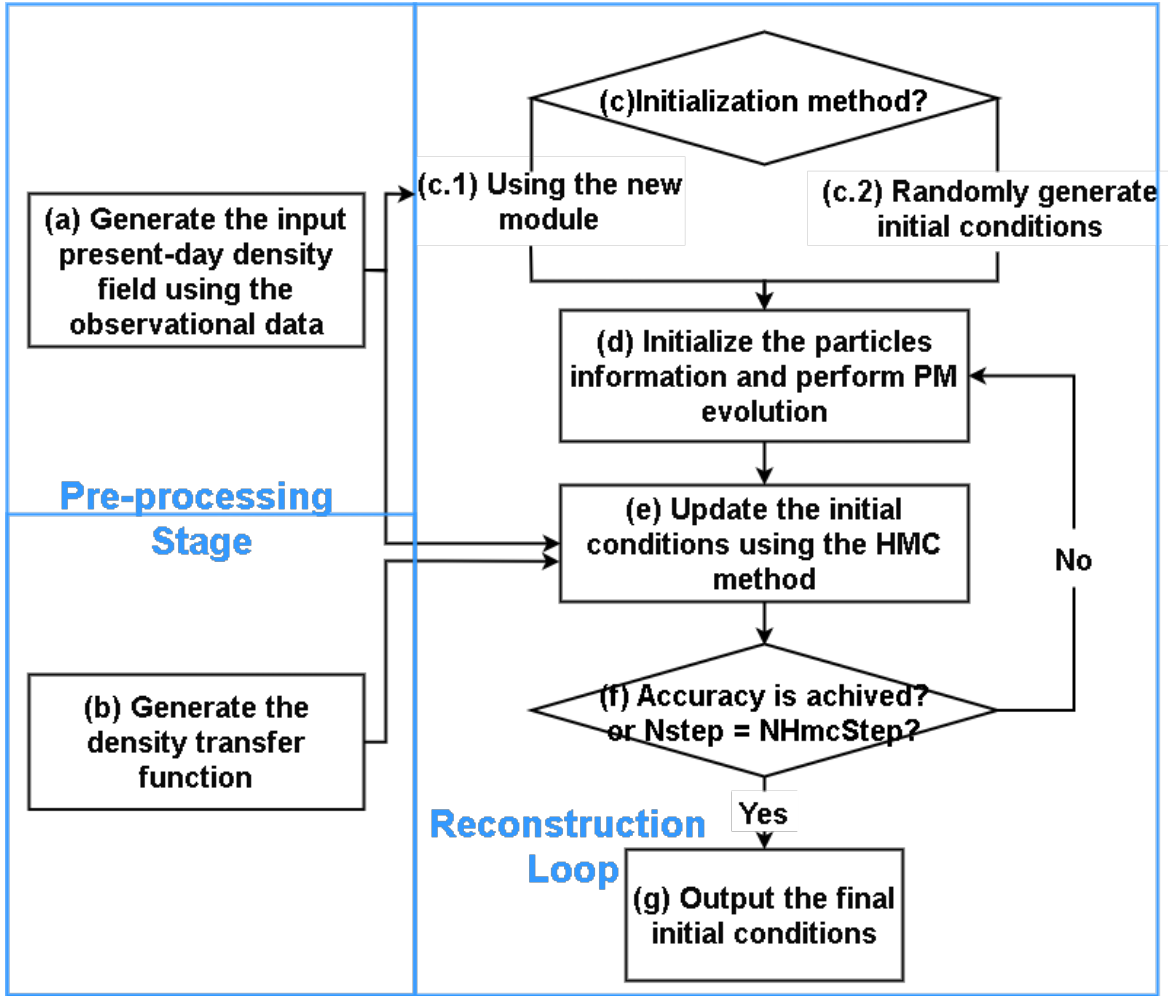 (a) Generate the input
present-day density
field using the
observational data
Pre-processing
Stage
(b) Generate the
density transfer
function
(c)Initialization method?
(c.1) Using the new
module
(c.2) Randomly generate
initial conditions
(d) Initialize the particles
information and perform PM
evolution
(e) Update the initial
conditions using the HMC
method
No
(f) Accuracy is achived?
or Nstep = NHmcStep?
Yes
Reconstruction
Loop
(g) Output the final
initial conditions